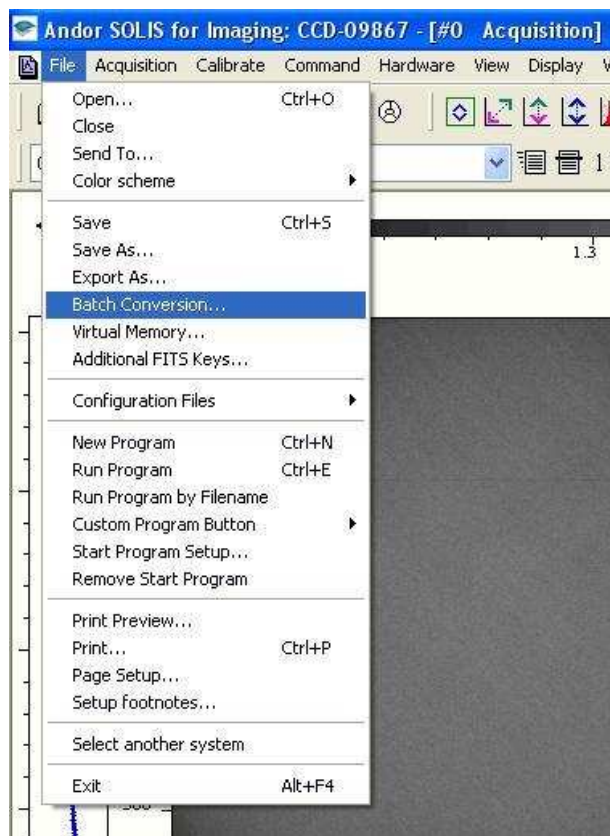 Andor SOLIS for Imaging: CCD-09867 - [#0 Acquisition]
File Acquisition Calibrate Command Hardware View Display
Open... Ctrl+O
Close
Send To...
Color scheme
Save Ctrl+S
Save As...
1.3
Export As...
Batch Conversion...
Virtual Memory...
Additional FITS Keys...
Configuration Files
New Program Ctrl+N
Run Program Ctrl+E
Run Program by Filename
Custom Program Button
Start Program Setup...
Remove Start Program
Print Preview...
Print... Ctrl+P
Page Setup...
Setup footnotes...
Select another system
Exit Alt+F4